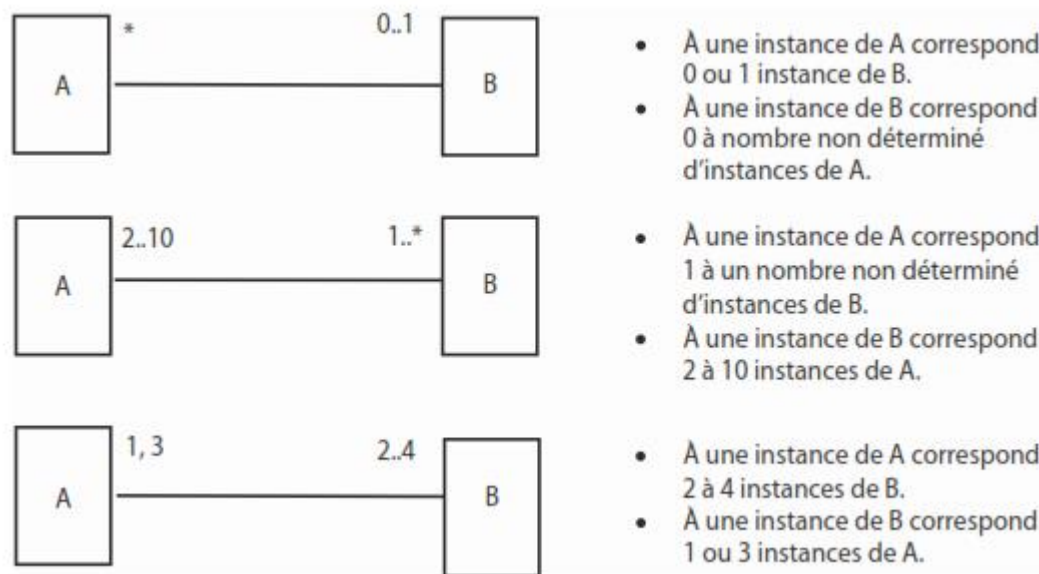 * 0..1
A B
• À une instance de A correspond
0 ou 1 instance de B.
• À une instance de B correspond
0 à nombre non déterminé
d'instances de A.
2..10 1..*
A B
• À une instance de A correspond
1 à un nombre non déterminé
d'instances de B.
• À une instance de B correspond
2 à 10 instances de A.
1, 3 2..4
A B
• À une instance de A correspond
2 à 4 instances de B.
• À une instance de B correspond
1 ou 3 instances de A.